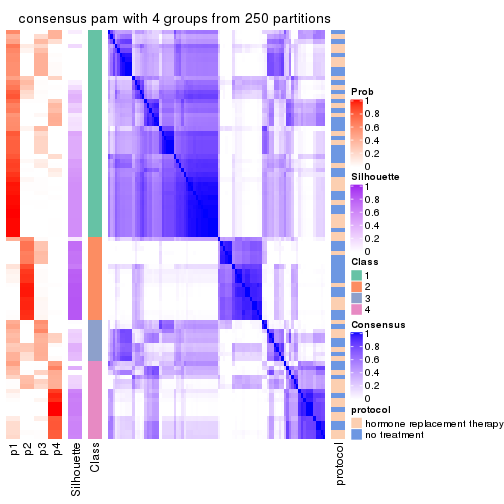 consensus pam with 4 groups from 250 partitions
Prob
1
0.8
0.6
0.4
0.2
0
Silhouette
1
0.8
0.6
0.4
0.2
0
Class
1
2
3
4
Consensus
1
0.8
0.6
0.4
0.2
0
protocol
hormone replacement therapy
no treatment
p1
p2
p3
p4
Silhouette
Class
protocol